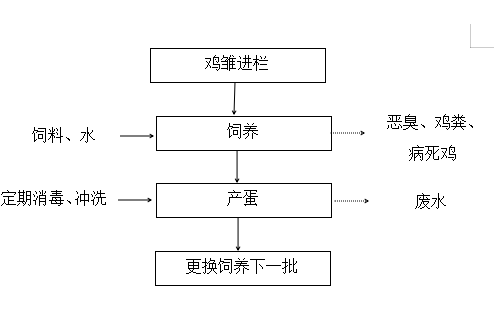 鸡雏进栏
饲料、水
饲养
恶臭、鸡粪、
病死鸡
定期消毒、冲洗
产蛋
废水
更换饲养下一批